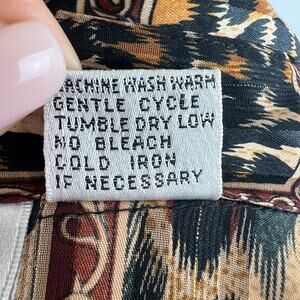 MACHINE WASH WARM
GENTLE CYCLE
TUMBLE DRY LOW
NO BLEACH
COLD IRON
IF NECESSARY